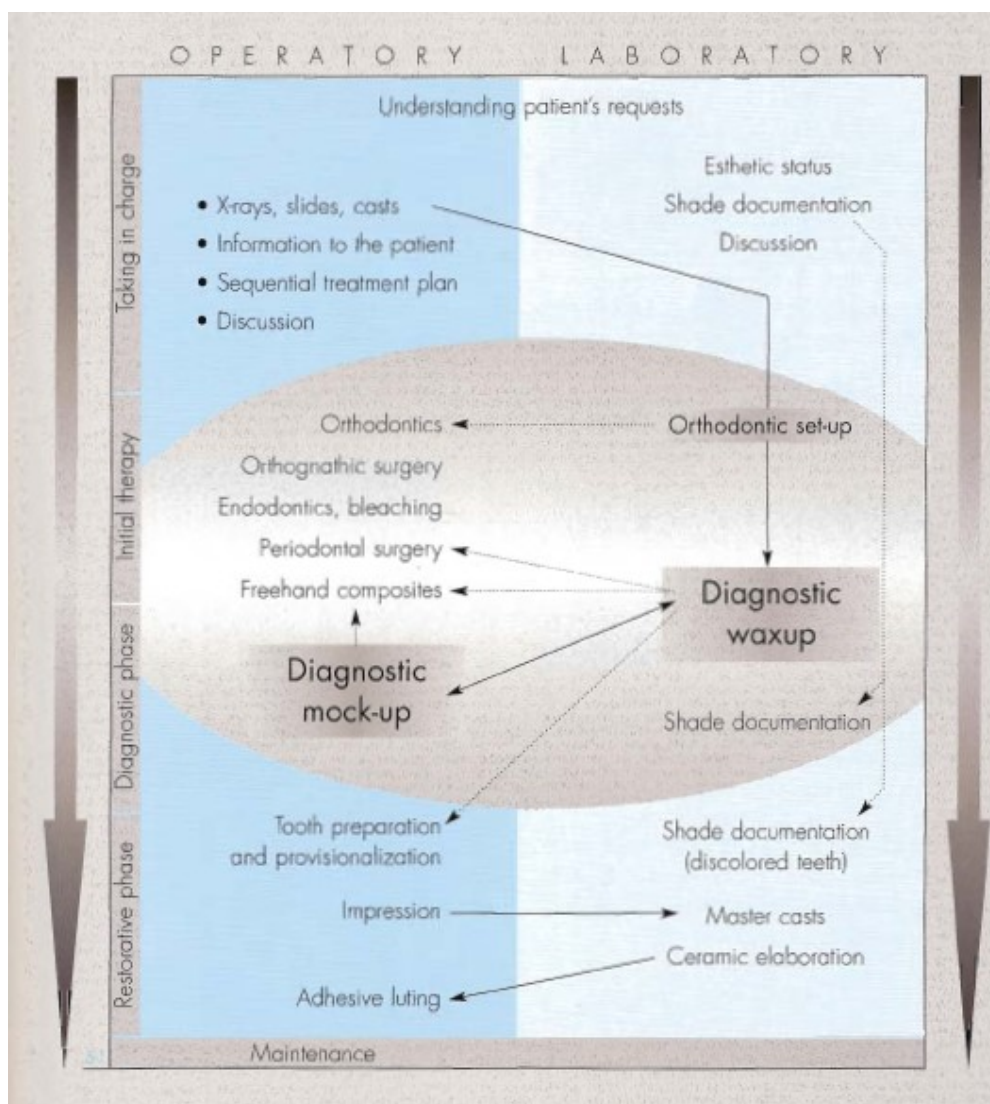 OPERATORY LABORATORY
Understanding patient's requests
Taking in charge
Esthetic status
• X-rays, slides, casts
Shade documentation
• Information to the patient
Discussion
• Sequential treatment plan
• Discussion
Initial therapy
Orthodontics
Orthodontic set-up
Orthognathic surgery
Endodontics, bleaching
Periodontal surgery
Freehand composites
Diagnostic
waxup
Diagnostic phase
Diagnostic
mock-up
Shade documentation
Restorative phase
Tooth preparation
and provisionalization
Shade documentation
(discolored teeth)
Impression
Master casts
Ceramic elaboration
Adhesive luting
Maintenance